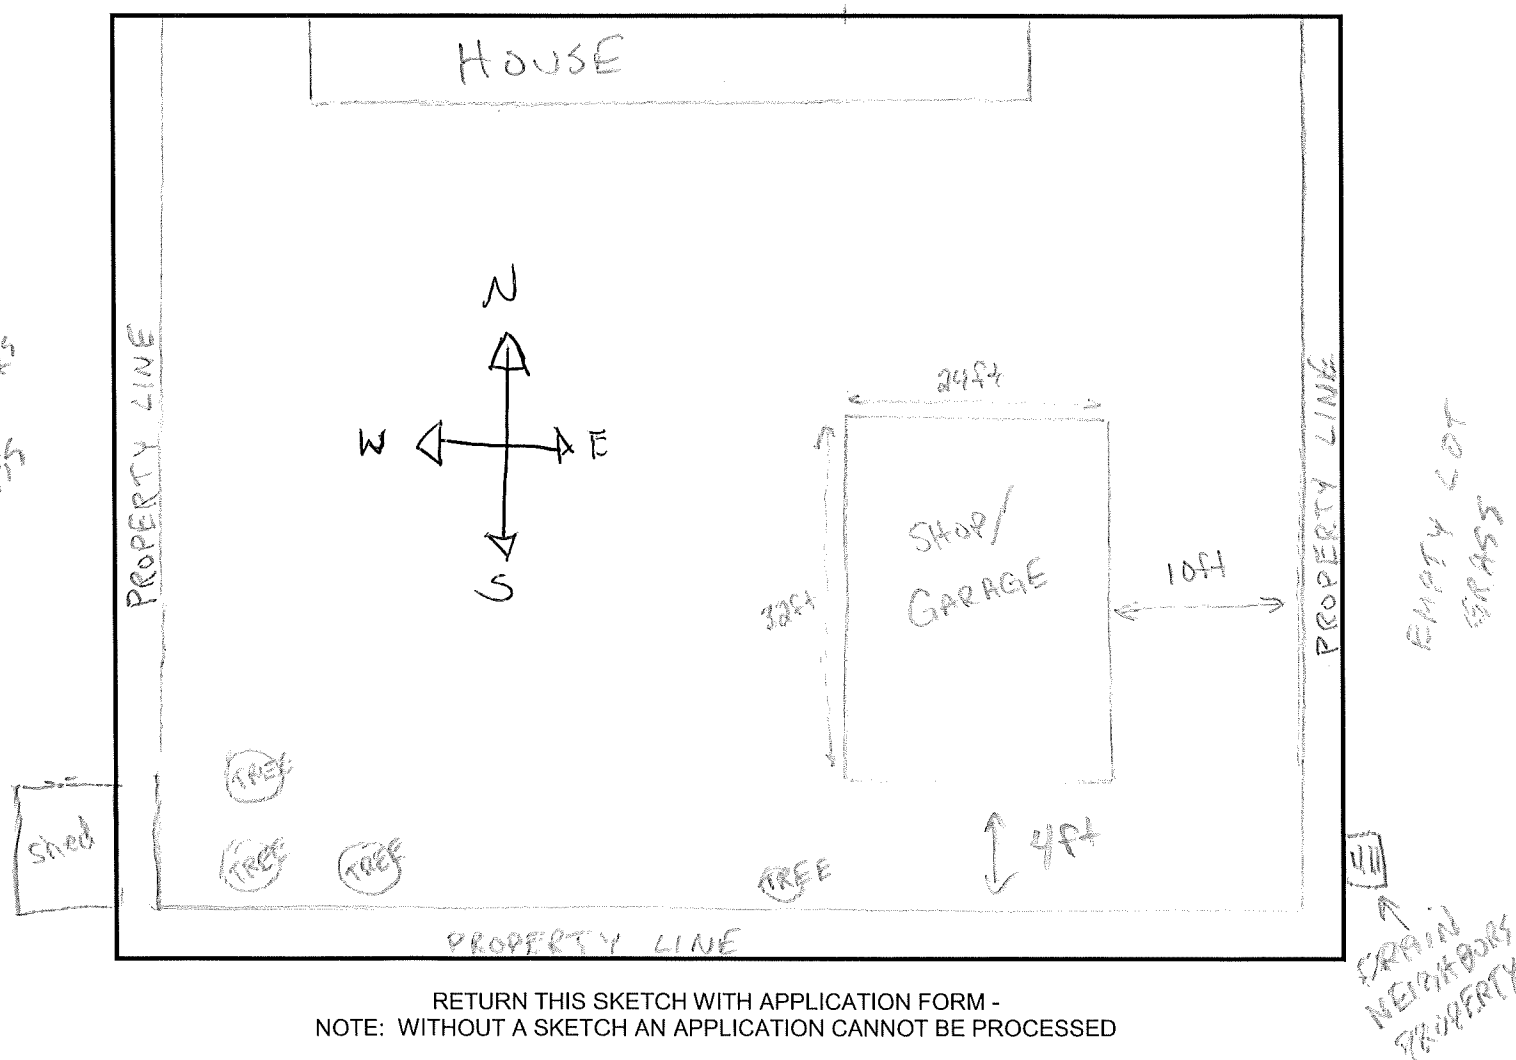 HOUSE
N
W
E
S
PROPERTY LINE
24ft
32ft
SHOP/
GARAGE
10ft
PROPERTY LINE
EMPTY LOT
GRASS
TREE
TREE
TREE
TREE
4ft
shed
PROPERTY LINE
DRAIN
NEIGHBORS
PROPERTY
RETURN THIS SKETCH WITH APPLICATION FORM -
NOTE: WITHOUT A SKETCH AN APPLICATION CANNOT BE PROCESSED